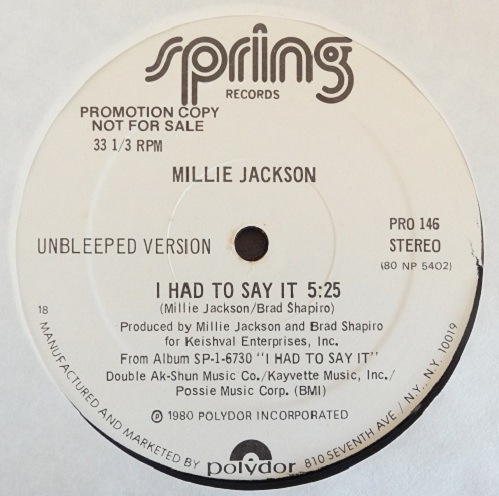 spring
RECORDS
PROMOTION COPY
NOT FOR SALE
33 1/3 RPM
MILLIE JACKSON
PRO 146
UNBLEEPED VERSION
STEREO
(80 NP 5402)
I HAD TO SAY IT 5:25
(Millie Jackson/Brad Shapiro)
18
Produced by Millie Jackson and Brad Shapiro
for Keishval Enterprises, Inc.
From Album SP-1-6730 "I HAD TO SAY IT"
Double Ak-Shun Music Co./Kayvette Music, Inc./
Possie Music Corp. (BMI)
℗ 1980 POLYDOR INCORPORATED
MANUFACTURED AND MARKETED BY polydor 810 SEVENTH AVE / N.Y., N.Y. 10019